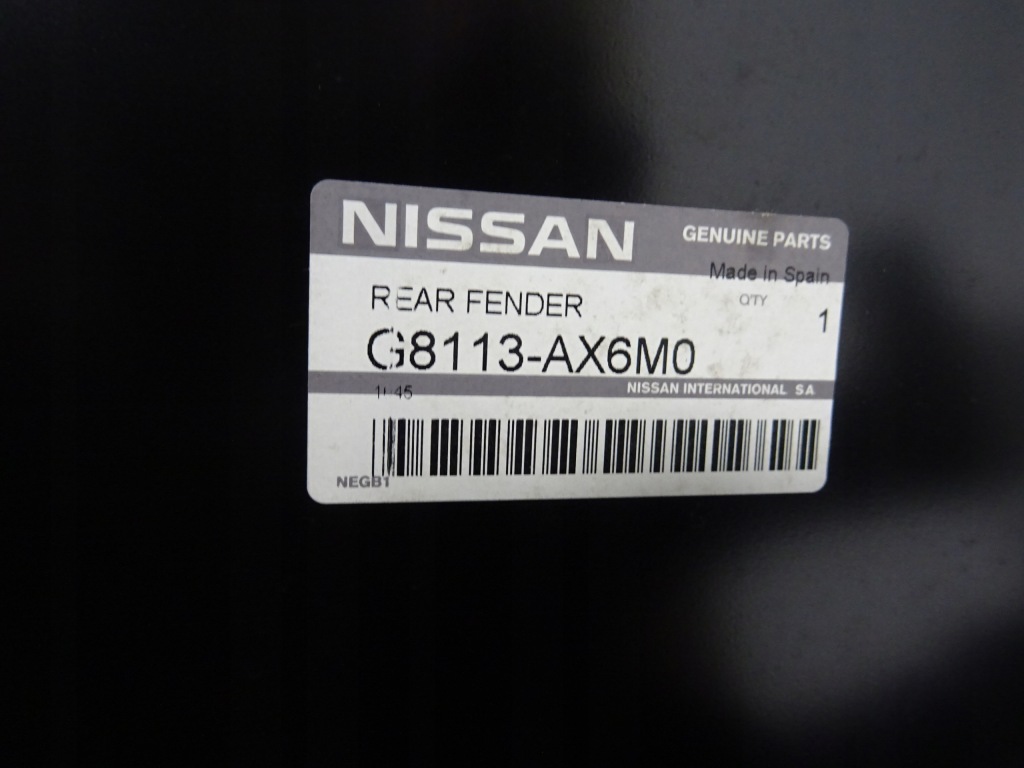 NISSAN GENUINE PARTS
Made in Spain
REAR FENDER QTY
1
G8113-AX6M0
NISSAN INTERNATIONAL SA
NEGB1